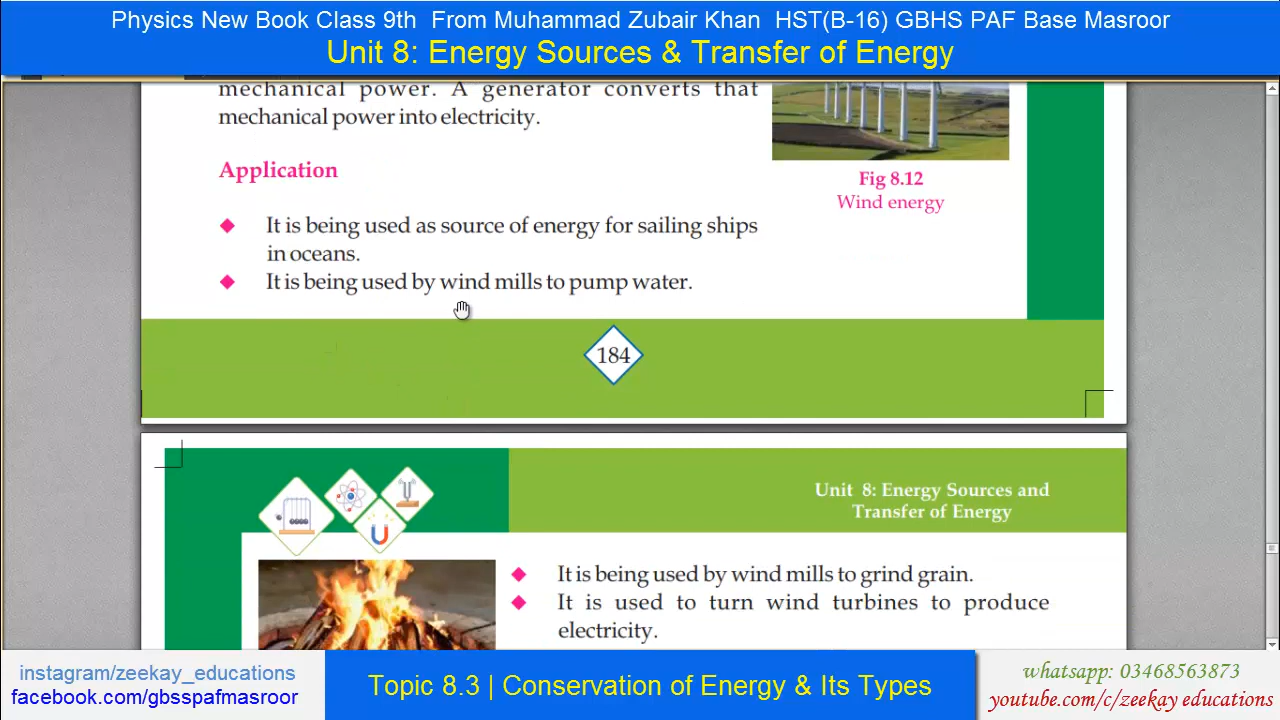 Physics New Book Class 9th From Muhammad Zubair Khan HST(B-16) GBHS PAF Base Masroor
Unit 8: Energy Sources & Transfer of Energy
mechanical power. A generator converts that
mechanical power into electricity.
Application
◆ It is being used as source of energy for sailing ships
in oceans.
◆ It is being used by wind mills to pump water.
Fig 8.12
Wind energy
184
Unit 8: Energy Sources and
Transfer of Energy
◆ It is being used by wind mills to grind grain.
◆ It is used to turn wind turbines to produce
electricity.
instagram/zeekay_educations
facebook.com/gbsspafmasroor
Topic 8.3 | Conservation of Energy & Its Types
whatsapp: 03468563873
youtube.com/c/zeekay educations